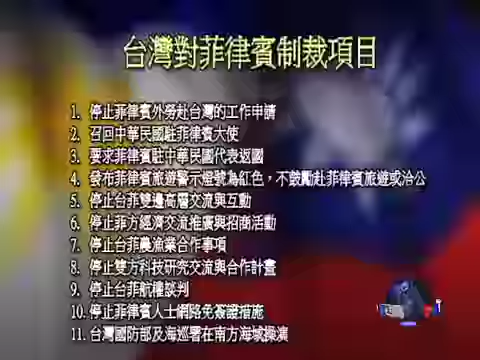 台灣對菲律賓制裁項目
1. 停止菲律賓外勞赴台灣的工作申請
2. 召回中華民國駐菲律賓大使
3. 要求菲律賓駐中華民國代表返國
4. 發布菲律賓旅遊警示燈號為紅色，不鼓勵赴菲律賓旅遊或洽公
5. 停止台菲雙邊高層交流與互動
6. 停止菲方經濟交流推廣與招商活動
7. 停止台菲農漁業合作事項
8. 停止雙方科技研究交流與合作計畫
9. 停止台菲航權談判
10. 停止菲律賓人士網路免簽證措施
11. 台灣國防部及海巡署在南方海域操演